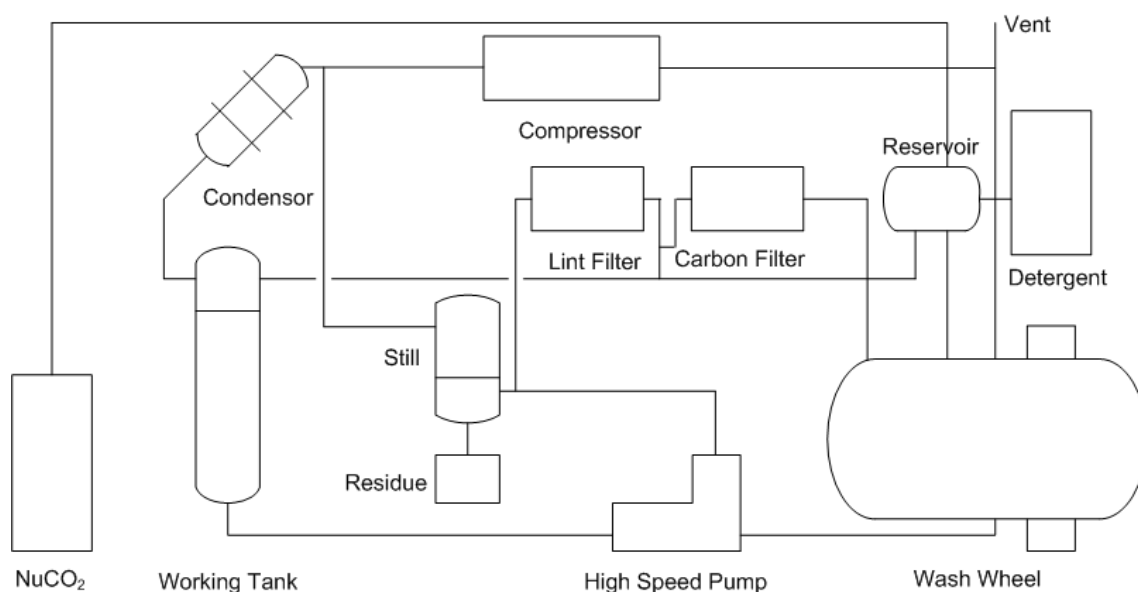 Vent
Compressor
Reservoir
Condensor
Lint Filter
Carbon Filter
Detergent
Still
Residue
NuCO₂
Working Tank
High Speed Pump
Wash Wheel